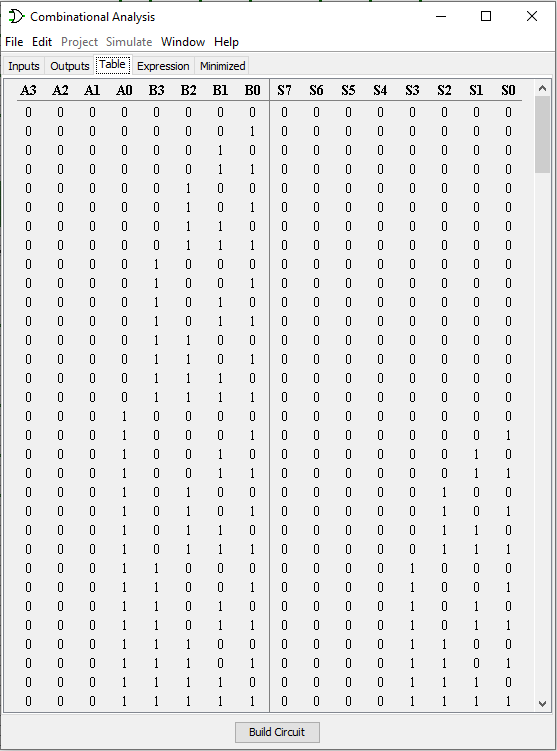 Combinational Analysis
File Edit Project Simulate Window Help
Inputs Outputs Table Expression Minimized
A3 A2 A1 A0 B3 B2 B1 B0 S7 S6 S5 S4 S3 S2 S1 S0
0 0 0 0 0 0 0 0 0 0 0 0 0 0 0 0
0 0 0 0 0 0 0 1 0 0 0 0 0 0 0 0
0 0 0 0 0 0 1 0 0 0 0 0 0 0 0 0
0 0 0 0 0 0 1 1 0 0 0 0 0 0 0 0
0 0 0 0 0 1 0 0 0 0 0 0 0 0 0 0
0 0 0 0 0 1 0 1 0 0 0 0 0 0 0 0
0 0 0 0 0 1 1 0 0 0 0 0 0 0 0 0
0 0 0 0 0 1 1 1 0 0 0 0 0 0 0 0
0 0 0 0 1 0 0 0 0 0 0 0 0 0 0 0
0 0 0 0 1 0 0 1 0 0 0 0 0 0 0 0
0 0 0 0 1 0 1 0 0 0 0 0 0 0 0 0
0 0 0 0 1 0 1 1 0 0 0 0 0 0 0 0
0 0 0 0 1 1 0 0 0 0 0 0 0 0 0 0
0 0 0 0 1 1 0 1 0 0 0 0 0 0 0 0
0 0 0 0 1 1 1 0 0 0 0 0 0 0 0 0
0 0 0 0 1 1 1 1 0 0 0 0 0 0 0 0
0 0 0 1 0 0 0 0 0 0 0 0 0 0 0 0
0 0 0 1 0 0 0 1 0 0 0 0 0 0 0 1
0 0 0 1 0 0 1 0 0 0 0 0 0 0 1 0
0 0 0 1 0 0 1 1 0 0 0 0 0 0 1 1
0 0 0 1 0 1 0 0 0 0 0 0 0 1 0 0
0 0 0 1 0 1 0 1 0 0 0 0 0 1 0 1
0 0 0 1 0 1 1 0 0 0 0 0 0 1 1 0
0 0 0 1 0 1 1 1 0 0 0 0 0 1 1 1
0 0 0 1 1 0 0 0 0 0 0 0 1 0 0 0
0 0 0 1 1 0 0 1 0 0 0 0 1 0 0 1
0 0 0 1 1 0 1 0 0 0 0 0 1 0 1 0
0 0 0 1 1 0 1 1 0 0 0 0 1 0 1 1
0 0 0 1 1 1 0 0 0 0 0 0 1 1 0 0
0 0 0 1 1 1 0 1 0 0 0 0 1 1 0 1
0 0 0 1 1 1 1 0 0 0 0 0 1 1 1 0
0 0 0 1 1 1 1 1 0 0 0 0 1 1 1 1
Build Circuit